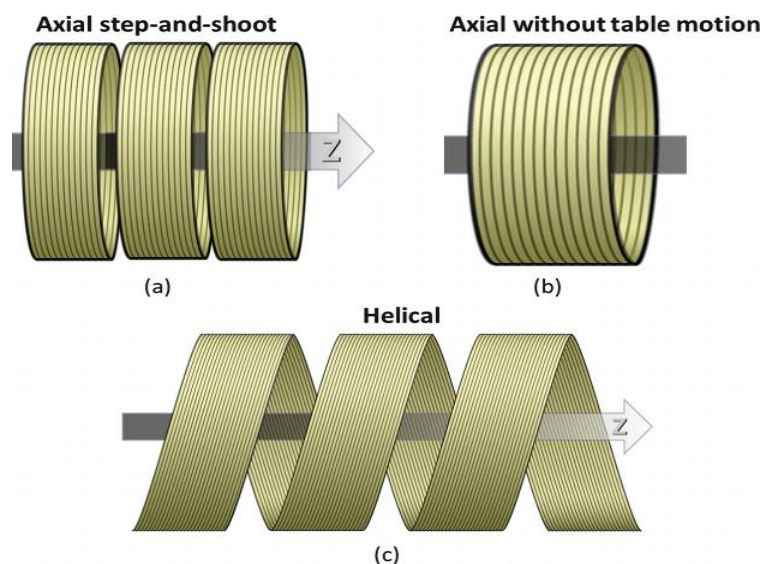 Axial step-and-shoot
Axial without table motion
Z
(a)
(b)
Helical
Z
(c)